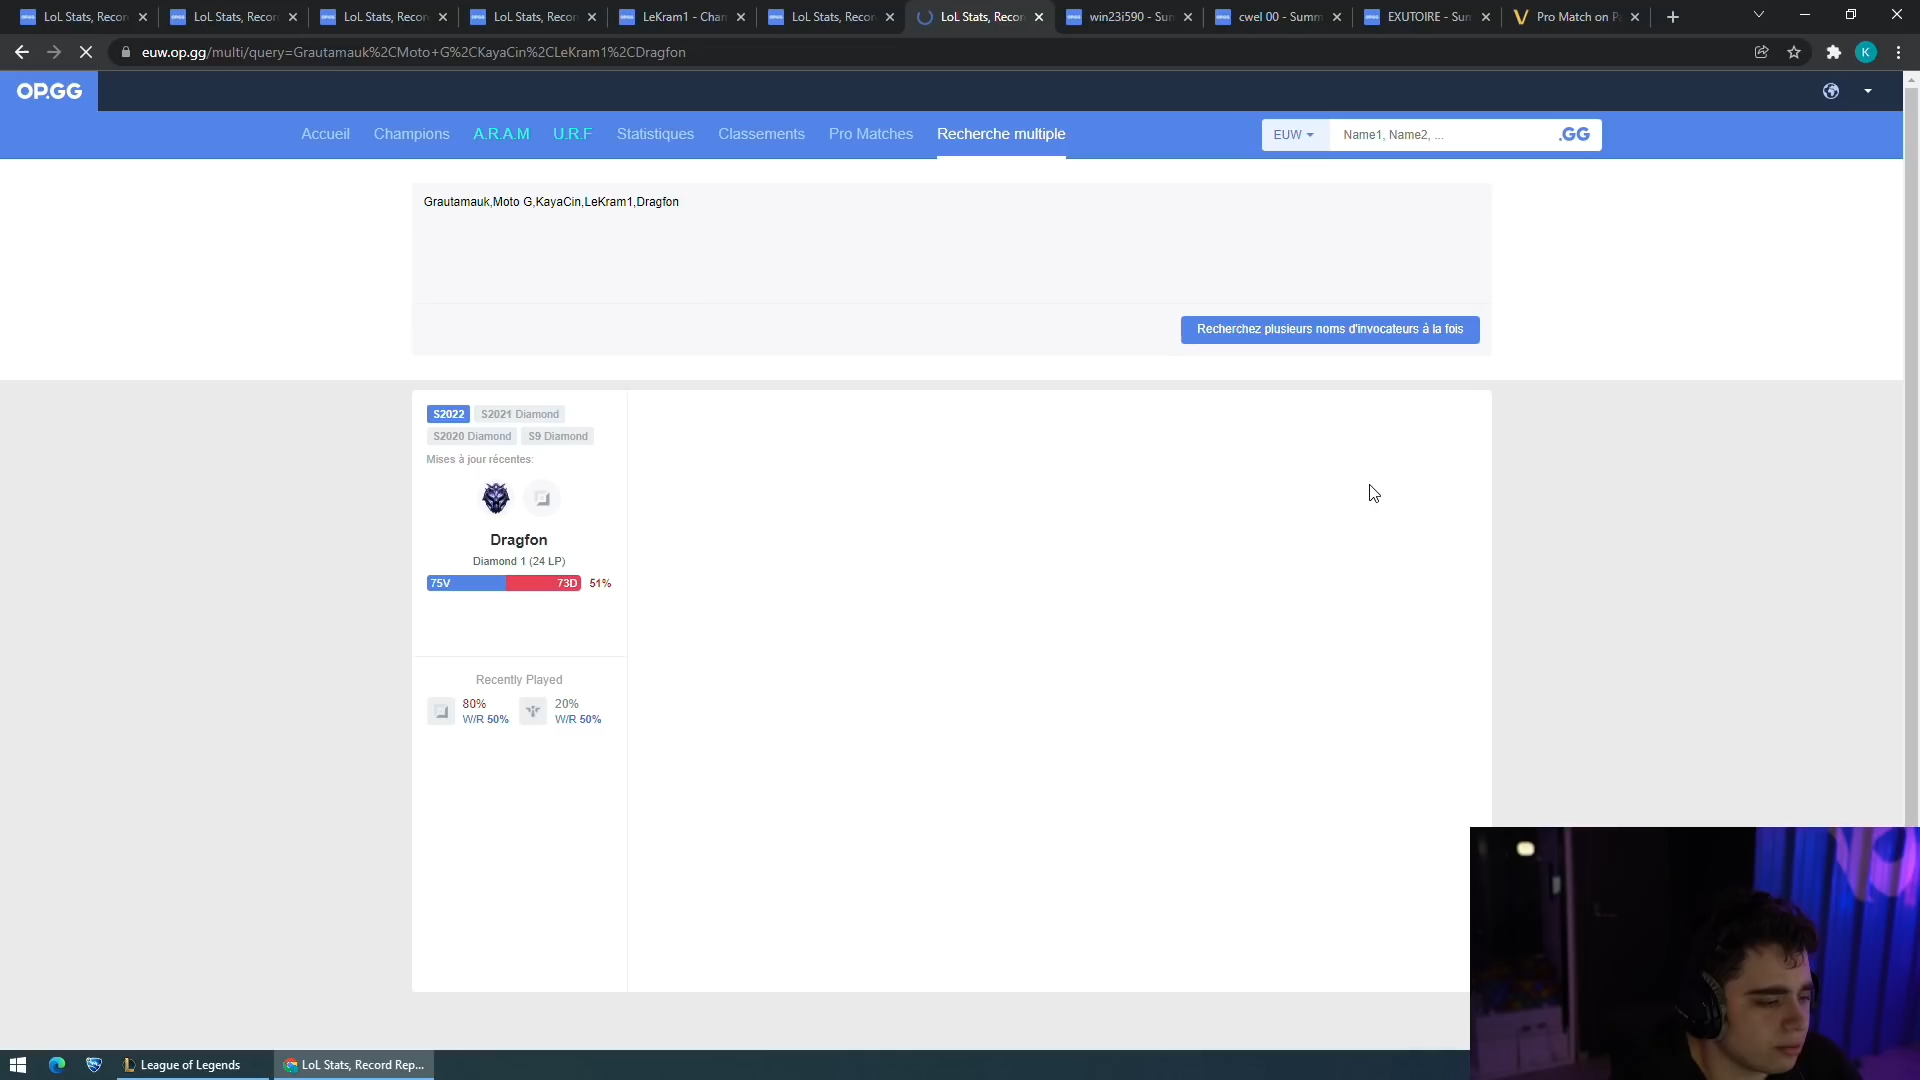 LoL Stats, Recor
LoL Stats, Recor
LoL Stats, Recor
LoL Stats, Recor
LeKram1 - Chan
LoL Stats, Recor
LoL Stats, Recor
win23i590 - Sun
cwel 00 - Summ
EXUTOIRE - Sum
Pro Match on P
euw.op.gg/multi/query=Grautamauk%2CMoto+G%2CKayaCin%2CLeKram1%2CDragfon
K
OP.GG
Accueil
Champions
A.R.A.M
U.R.F
Statistiques
Classements
Pro Matches
Recherche multiple
EUW
Name1, Name2, ...
.GG
Grautamauk,Moto G,KayaCin,LeKram1,Dragfon
Recherchez plusieurs noms d'invocateurs à la fois
S2022 S2021 Diamond
S2020 Diamond S9 Diamond
Mises à jour récentes:
Dragfon
Diamond 1 (24 LP)
75V 73D 51%
Recently Played
80% 20%
W/R 50% W/R 50%
League of Legends
LoL Stats, Record Rep...